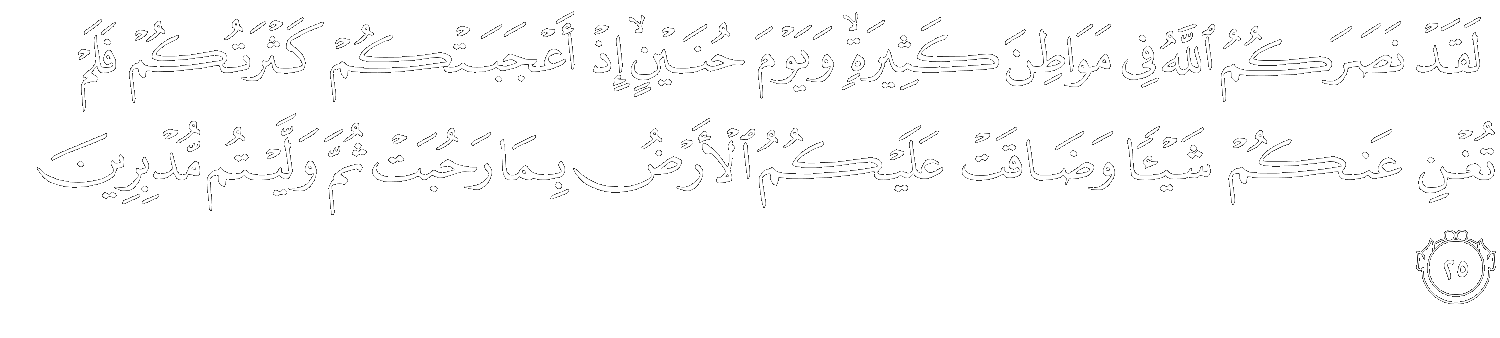 لَقَدْ نَصَرَكُمُ ٱللَّهُ فِى مَوَاطِنَ كَثِيرَةٍۙ وَيَوْمَ حُنَيْنٍۙ إِذْ أَعْجَبَتْكُمْ كَثْرَتُكُمْ فَلَمْ
تُغْنِ عَنكُمْ شَيْـًٔا وَضَاقَتْ عَلَيْكُمُ ٱلْأَرْضُ بِمَا رَحُبَتْ ثُمَّ وَلَّيْتُم مُّدْبِرِينَ
٢٥